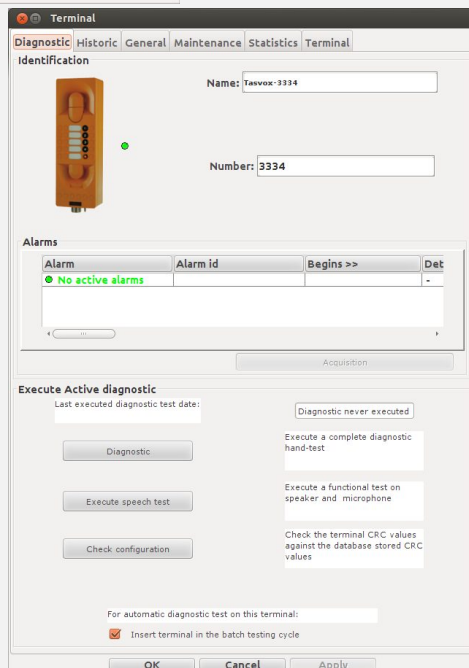 Terminal
Diagnostic Historic General Maintenance Statistics Terminal
Identification
Name: Tasvox-3334
Number: 3334
Alarms
Alarm Alarm id Begins >> Det
No active alarms -
Acquisition
Execute Active diagnostic
Last executed diagnostic test date:
Diagnostic never executed
Diagnostic
Execute a complete diagnostic
hand-test
Execute speech test
Execute a functional test on
speaker and microphone
Check configuration
Check the terminal CRC values
against the database stored CRC
values
For automatic diagnostic test on this terminal:
Insert terminal in the batch testing cycle
OK Cancel Apply